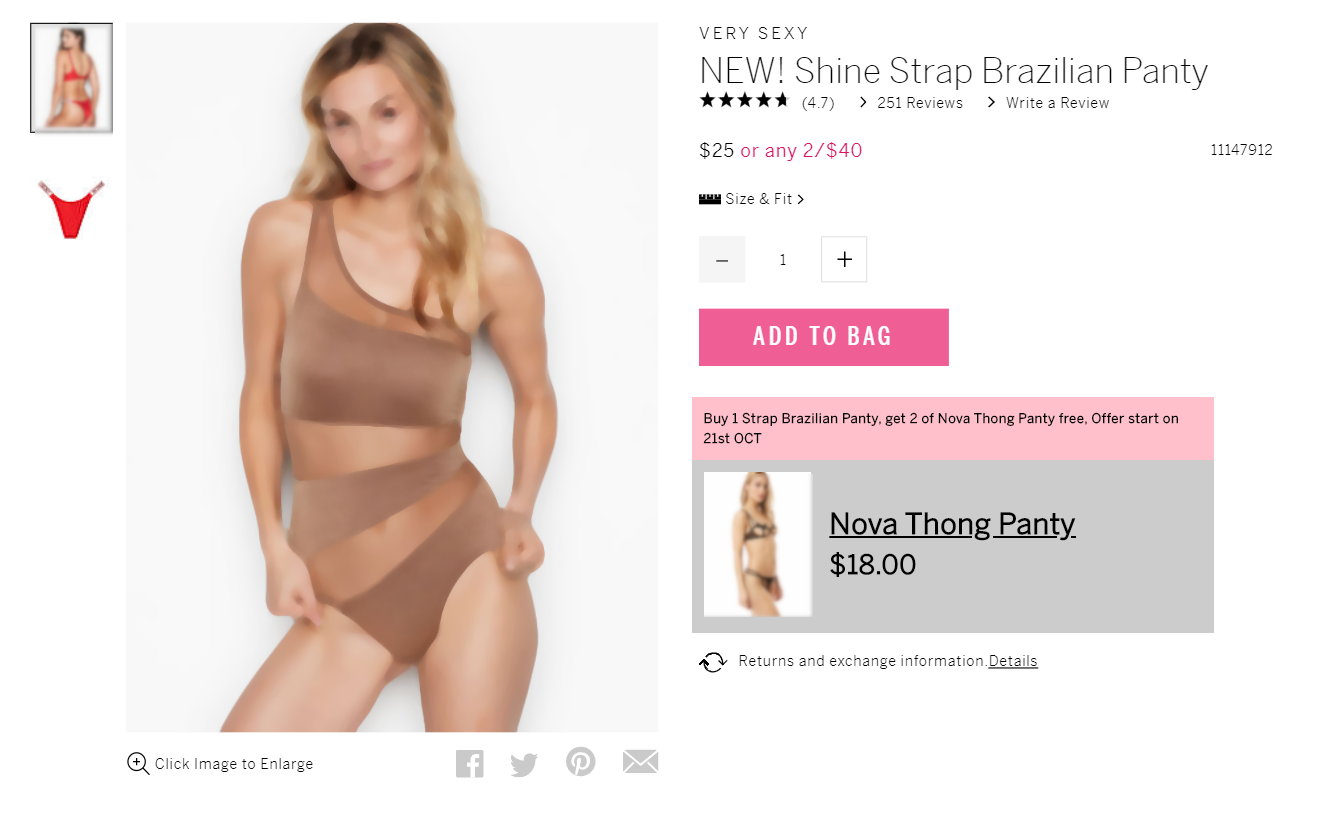 VERY SEXY
NEW! Shine Strap Brazilian Panty
(4.7) > 251 Reviews > Write a Review
$25 or any 2/$40
11147912
Size & Fit >
− 1 +
ADD TO BAG
Buy 1 Strap Brazilian Panty, get 2 of Nova Thong Panty free, Offer start on
21st OCT
Nova Thong Panty
$18.00
Returns and exchange information.Details
Click Image to Enlarge